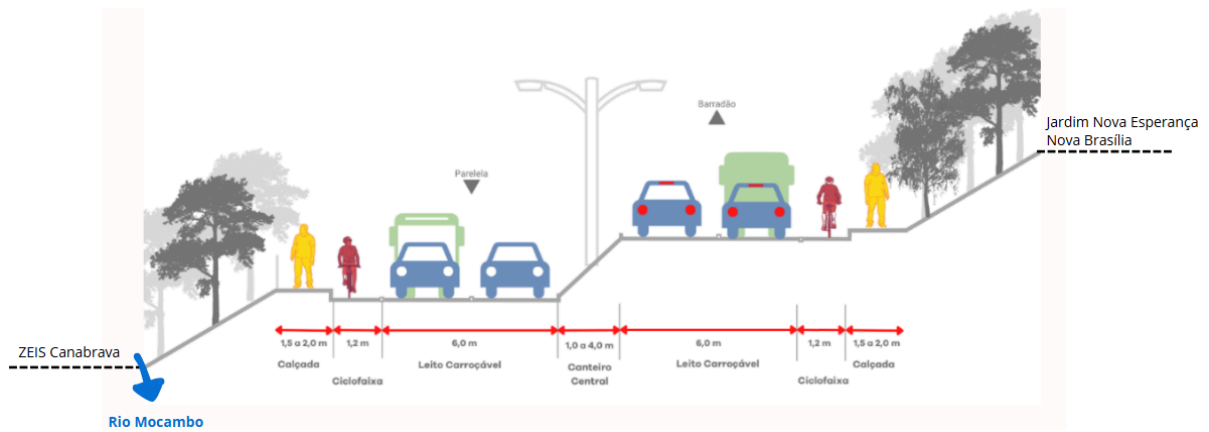 Barradão
Jardim Nova Esperança
Nova Brasília
Parelela
ZEIS Canabrava
Rio Mocambo
1,5 a 2,0 m
Calçada
1,2 m
Ciclofaixa
6,0 m
Leito Carroçável
1,0 a 4,0 m
Canteiro
Central
6,0 m
Leito Carroçável
1,2 m
Ciclofaixa
1,5 a 2,0 m
Calçada